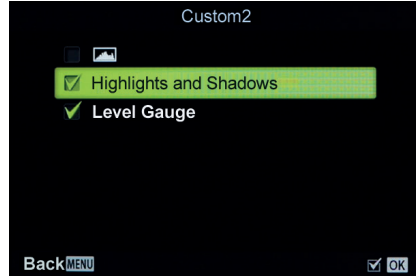 Custom2
Highlights and Shadows
Level Gauge
Back MENU
OK